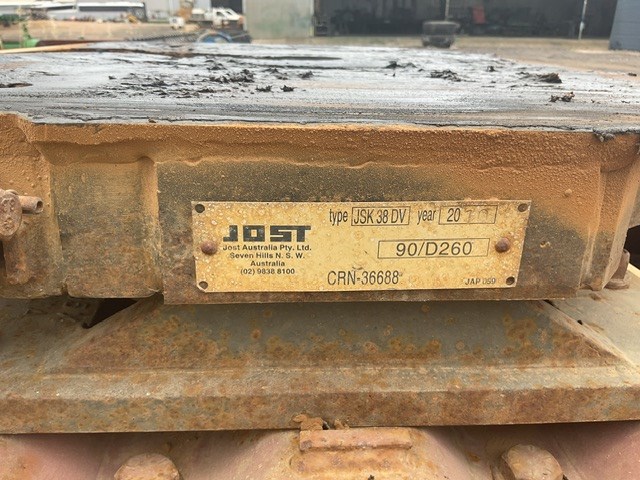 JOST
Jost Australia Pty. Ltd.
Seven Hills N. S. W.
Australia
(02) 9838 8100
type JSK 38 DV year 20
90/D260
CRN-36688